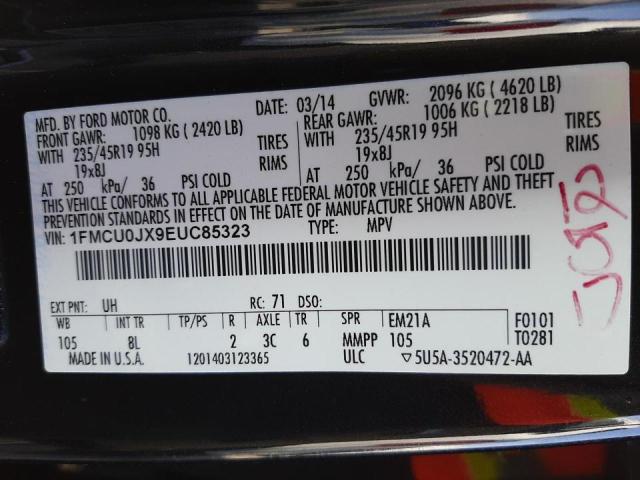 MFD. BY FORD MOTOR CO. DATE: 03/14 GVWR: 2096 KG ( 4620 LB)
FRONT GAWR: 1098 KG ( 2420 LB) REAR GAWR: 1006 KG ( 2218 LB)
WITH 235/45R19 95H TIRES WITH 235/45R19 95H TIRES
19x8J RIMS 19x8J RIMS
AT 250 kPa/ 36 PSI COLD AT 250 kPa/ 36 PSI COLD
THIS VEHICLE CONFORMS TO ALL APPLICABLE FEDERAL MOTOR VEHICLE SAFETY AND THEFT
PREVENTION STANDARDS IN EFFECT ON THE DATE OF MANUFACTURE SHOWN ABOVE.
VIN: 1FMCU0JX9EUC85323 TYPE: MPV
EXT PNT: UH RC: 71 DSO:
WB INT TR TP/PS R AXLE TR SPR EM21A F0101
105 8L 2 3C 6 MMPP 105 T0281
MADE IN U.S.A. 1201403123365 ULC ▽5U5A-3520472-AA